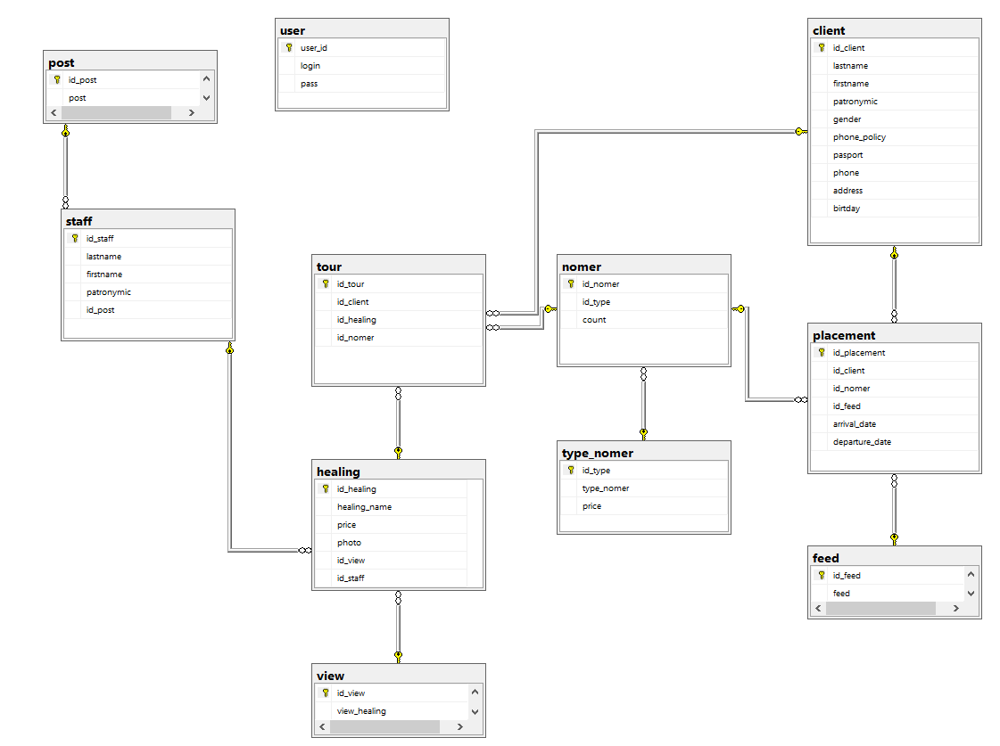 user
user_id
login
pass
client
id_client
lastname
firstname
patronymic
gender
phone_policy
pasport
phone
address
birtday
post
id_post
post
staff
id_staff
lastname
firstname
patronymic
id_post
tour
id_tour
id_client
id_healing
id_nomer
nomer
id_nomer
id_type
count
placement
id_placement
id_client
id_nomer
id_feed
arrival_date
departure_date
type_nomer
id_type
type_nomer
price
healing
id_healing
healing_name
price
photo
id_view
id_staff
feed
id_feed
feed
view
id_view
view_healing